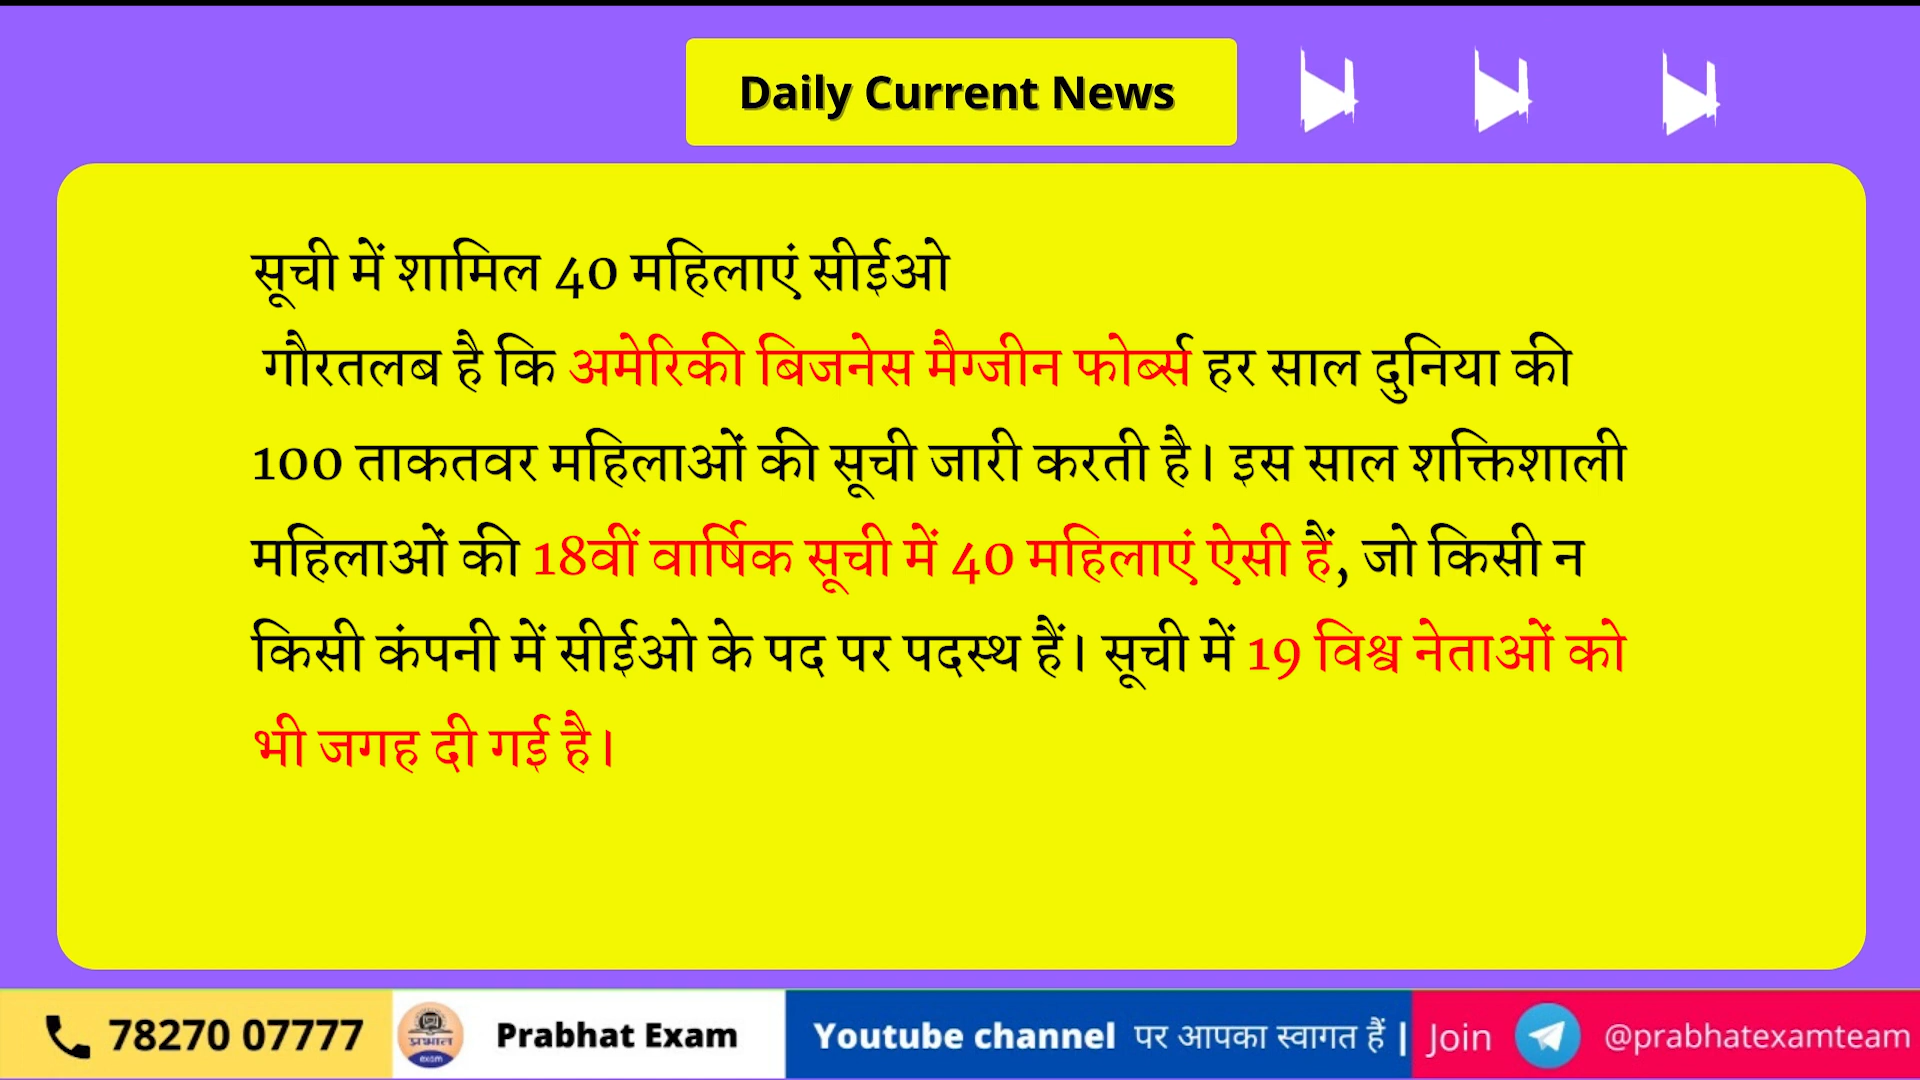 Daily Current News
सूची में शामिल 40 महिलाएं सीईओ
गौरतलब है कि अमेरिकी बिजनेस मैग्जीन फोर्ब्स हर साल दुनिया की
100 ताकतवर महिलाओं की सूची जारी करती है। इस साल शक्तिशाली
महिलाओं की 18वीं वार्षिक सूची में 40 महिलाएं ऐसी हैं, जो किसी न
किसी कंपनी में सीईओ के पद पर पदस्थ हैं। सूची में 19 विश्व नेताओं को
भी जगह दी गई है।
78270 07777 प्रभात exam Prabhat Exam Youtube channel पर आपका स्वागत हैं | Join @prabhatexamteam